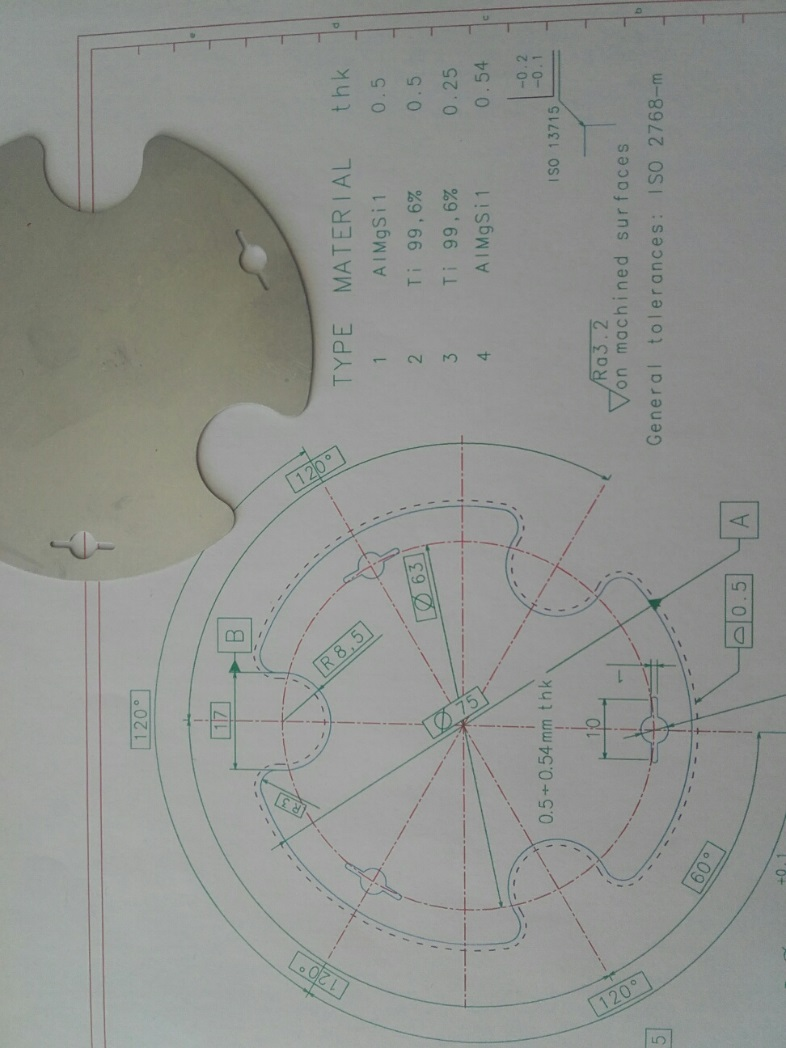 TYPE MATERIAL thk
1 AlMgSi1 0.5
2 Ti 99,6% 0.5
3 Ti 99,6% 0.25
4 AlMgSi1 0.54
ISO 13715
-0.2
-0.1
Ra3.2
on machined surfaces
General tolerances: ISO 2768-m
e
d
c
b
120°
120°
120°
120°
60°
B
17
R 8,5
R3
Ø 63
Ø 75
0.5+0.54mm thk
10
1
A
0.5
+0.1
5